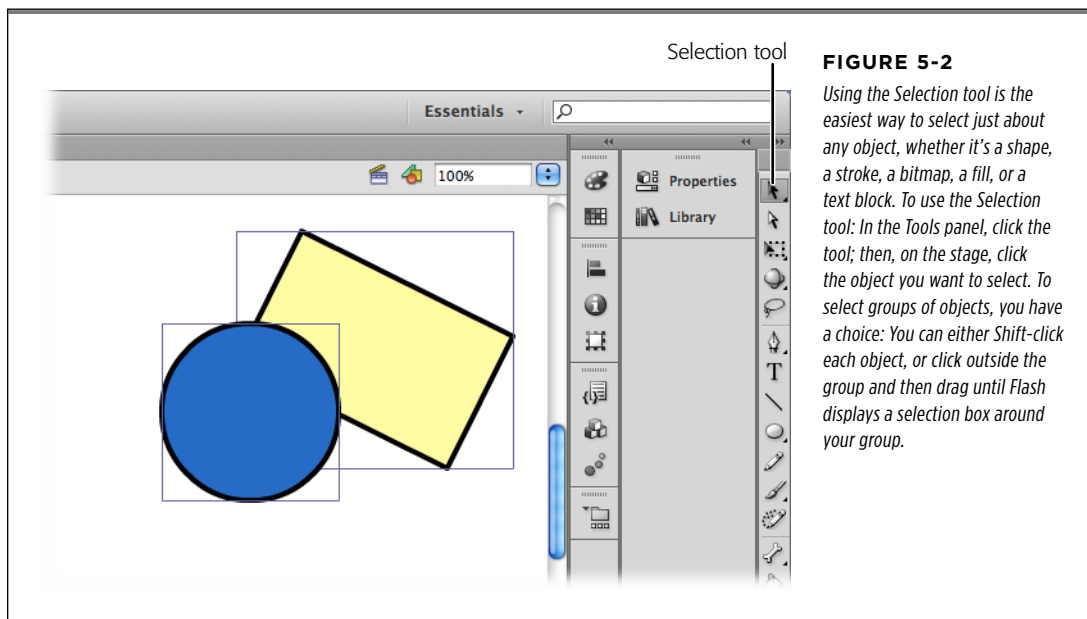 Selection tool
FIGURE 5-2
Using the Selection tool is the
easiest way to select just about
any object, whether it's a shape,
a stroke, a bitmap, a fill, or a
text block. To use the Selection
tool: In the Tools panel, click the
tool; then, on the stage, click
the object you want to select. To
select groups of objects, you have
a choice: You can either Shift-click
each object, or click outside the
group and then drag until Flash
displays a selection box around
your group.
Essentials
100%
Properties
Library
T